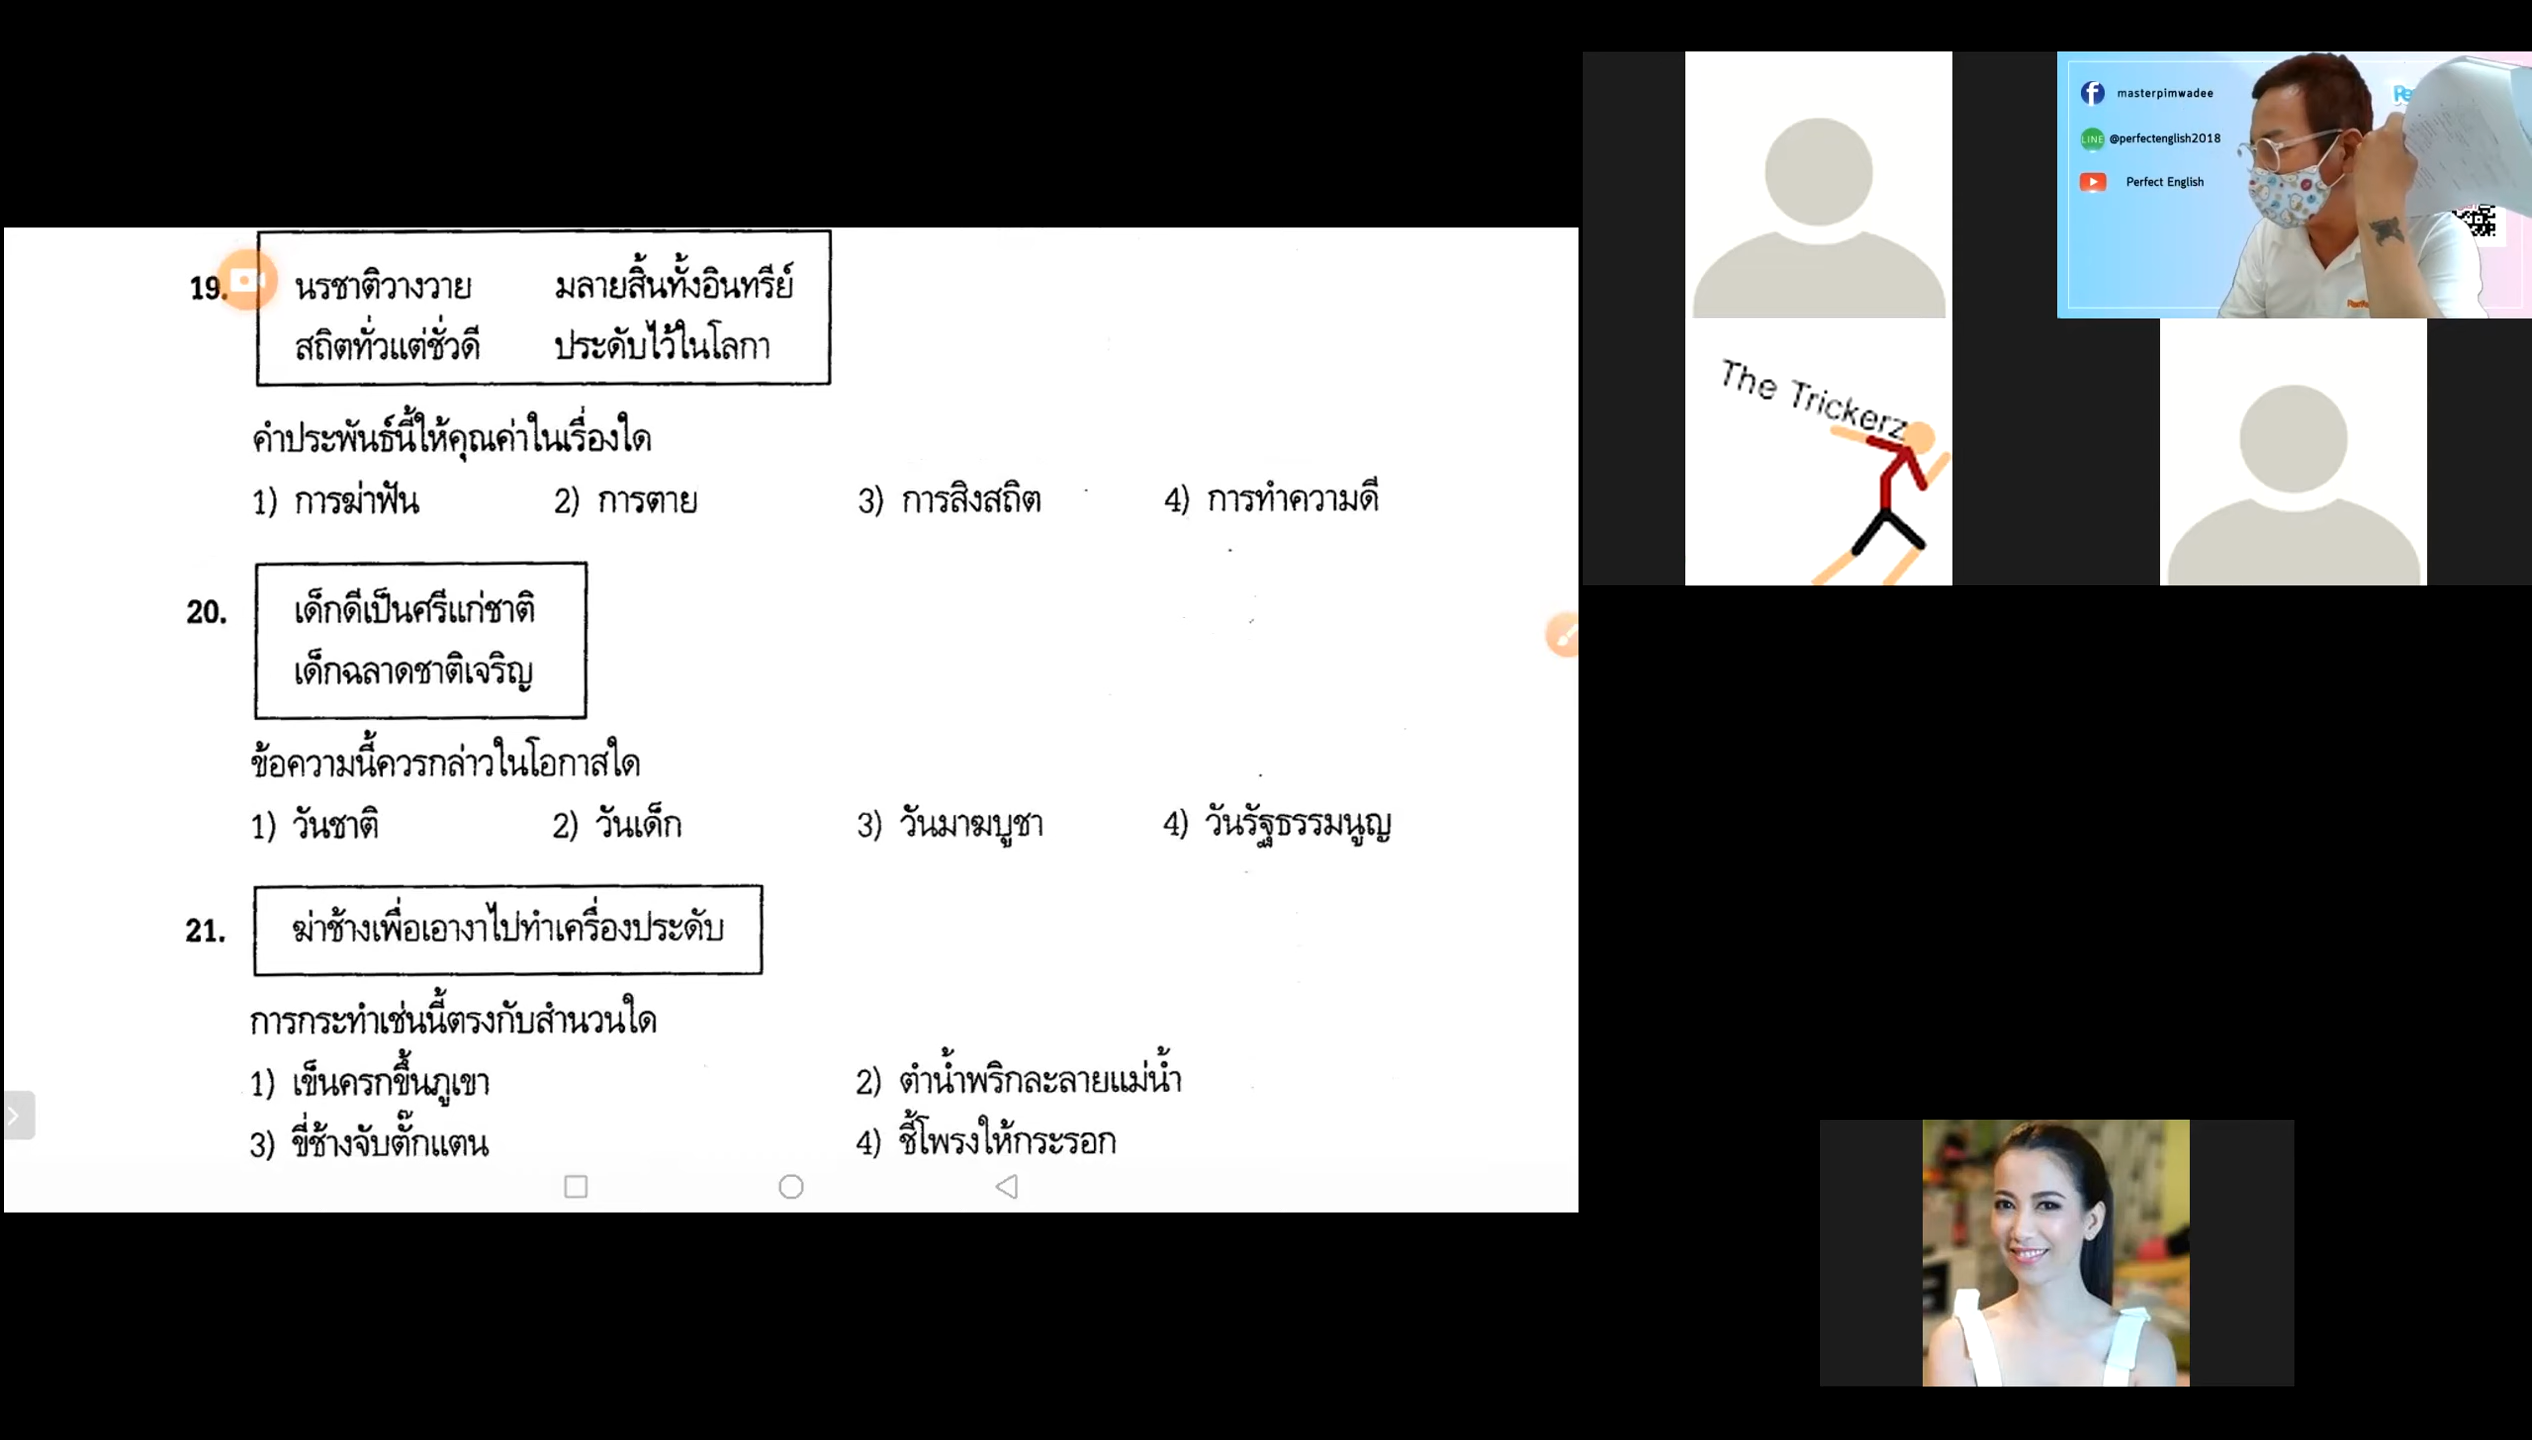 19.
นรชาติวางวาย มลายสิ้นทั้งอินทรีย์
สถิตทั่วแต่ชั่วดี ประดับไว้ในโลกา
คำประพันธ์นี้ให้คุณค่าในเรื่องใด
1) การฆ่าฟัน 2) การตาย 3) การสิงสถิต 4) การทำความดี
20.
เด็กดีเป็นศรีแก่ชาติ
เด็กฉลาดชาติเจริญ
ข้อความนี้ควรกล่าวในโอกาสใด
1) วันชาติ 2) วันเด็ก 3) วันมาฆบูชา 4) วันรัฐธรรมนูญ
21.
ฆ่าช้างเพื่อเอางาไปทำเครื่องประดับ
การกระทำเช่นนี้ตรงกับสำนวนใด
1) เข็นครกขึ้นภูเขา 2) ตำน้ำพริกละลายแม่น้ำ
3) ขี่ช้างจับตั๊กแตน 4) ชี้โพรงให้กระรอก
masterpimwadee
LINE @perfectenglish2018
Perfect English
The Trickerz